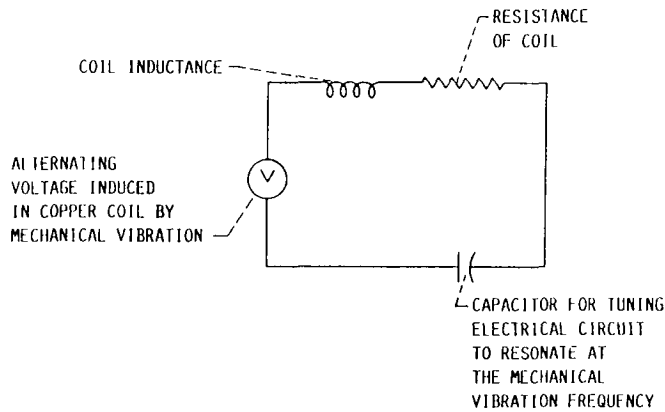 RESISTANCE
OF COIL
COIL INDUCTANCE
ALTERNATING
VOLTAGE INDUCED
IN COPPER COIL BY
MECHANICAL VIBRATION
V
CAPACITOR FOR TUNING
ELECTRICAL CIRCUIT
TO RESONATE AT
THE MECHANICAL
VIBRATION FREQUENCY